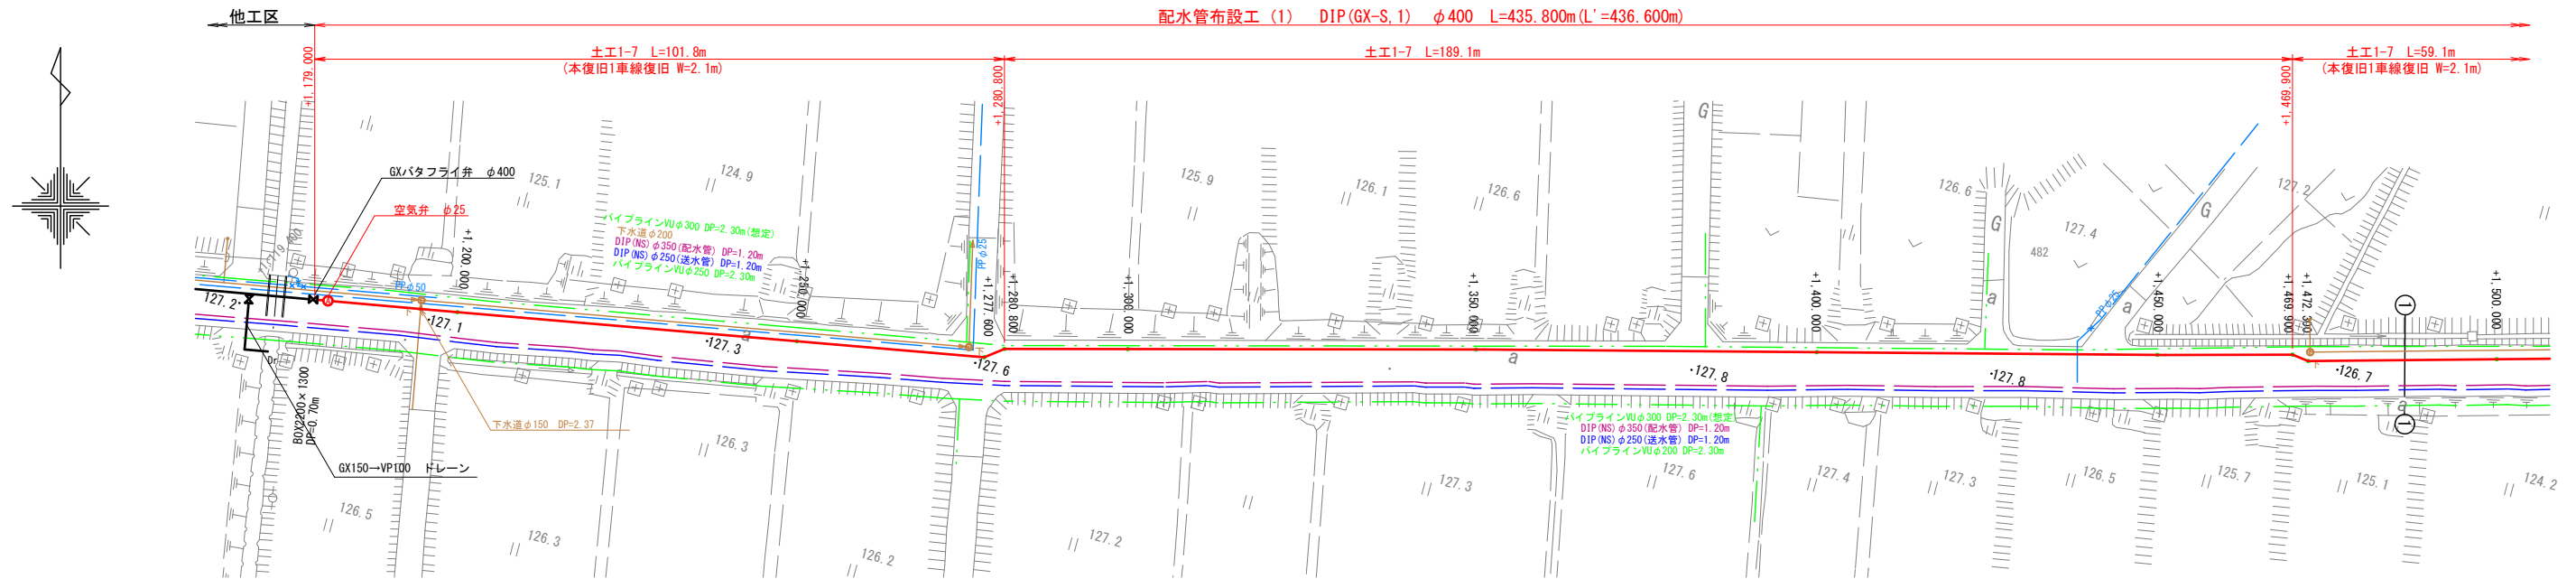 他工区
配水管布設工 (1)　DIP(GX-S,1)　φ400　L=435.800m(L'=436.600m)
土工1-7　L=101.8m
(本復旧1車線復旧 W=2.1m)
土工1-7　L=189.1m
土工1-7　L=59.1m
(本復旧1車線復旧 W=2.1m)
+1,179.000
+1,280.800
+1,469.900
GXバタフライ弁　φ400
空気弁　φ25
125.1
124.9
125.9
126.1
126.6
G
126.6
G
127.4
482
G
127.2
パイプラインVUφ300 DP=2.30m(想定)
下水道φ200
DIP(NS)φ350(配水管) DP=1.20m
DIP(NS)φ250(送水管) DP=1.20m
パイプラインVUφ250 DP=2.30m
PPφ50
PPφ25
PPφ25
+1,200.000
+1,250.000
+1,277.600
+1,280.800
+1,300.000
+1,350.000
+1,400.000
+1,450.000
+1,469.900
+1,472.300
+1,500.000
127.2
127.1
127.3
127.6
127.8
127.8
126.7
a
a
a
a
a
1
1
Dr
BOX2200×1300
DP=0.70m
下水道φ150　DP=2.37
GX150→VP100　ドレーン
パイプラインVUφ300 DP=2.30m(想定)
DIP(NS)φ350(配水管) DP=1.20m
DIP(NS)φ250(送水管) DP=1.20m
パイプラインVUφ200 DP=2.30m
126.3
127.6
127.4
127.3
127.3
126.5
125.7
125.1
124.2
126.5
126.3
126.2
127.2